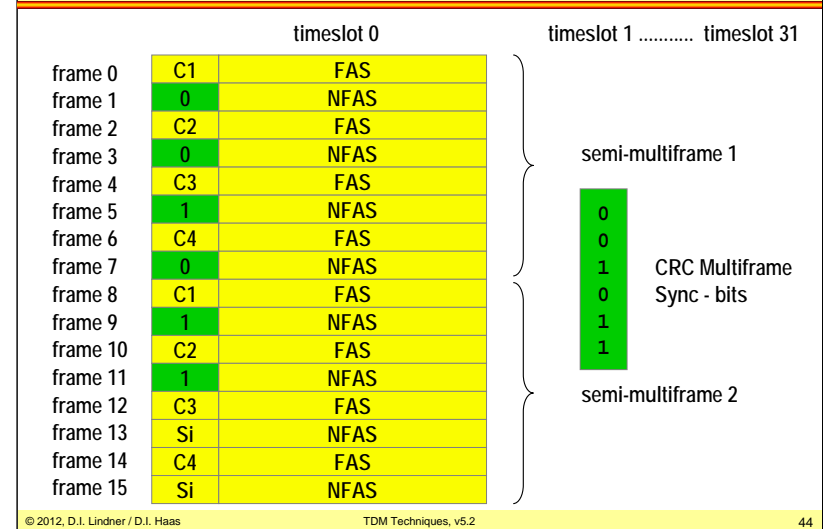 timeslot 0 timeslot 1 ........... timeslot 31
frame 0 C1 FAS
frame 1 0 NFAS
frame 2 C2 FAS
frame 3 0 NFAS
semi-multiframe 1
frame 4 C3 FAS
frame 5 1 NFAS
frame 6 C4 FAS
frame 7 0 NFAS
frame 8 C1 FAS
frame 9 1 NFAS
frame 10 C2 FAS
frame 11 1 NFAS
frame 12 C3 FAS
frame 13 Si NFAS
frame 14 C4 FAS
frame 15 Si NFAS
0
0
1 CRC Multiframe
0 Sync - bits
1
1
semi-multiframe 2
© 2012, D.I. Lindner / D.I. Haas TDM Techniques, v5.2 44